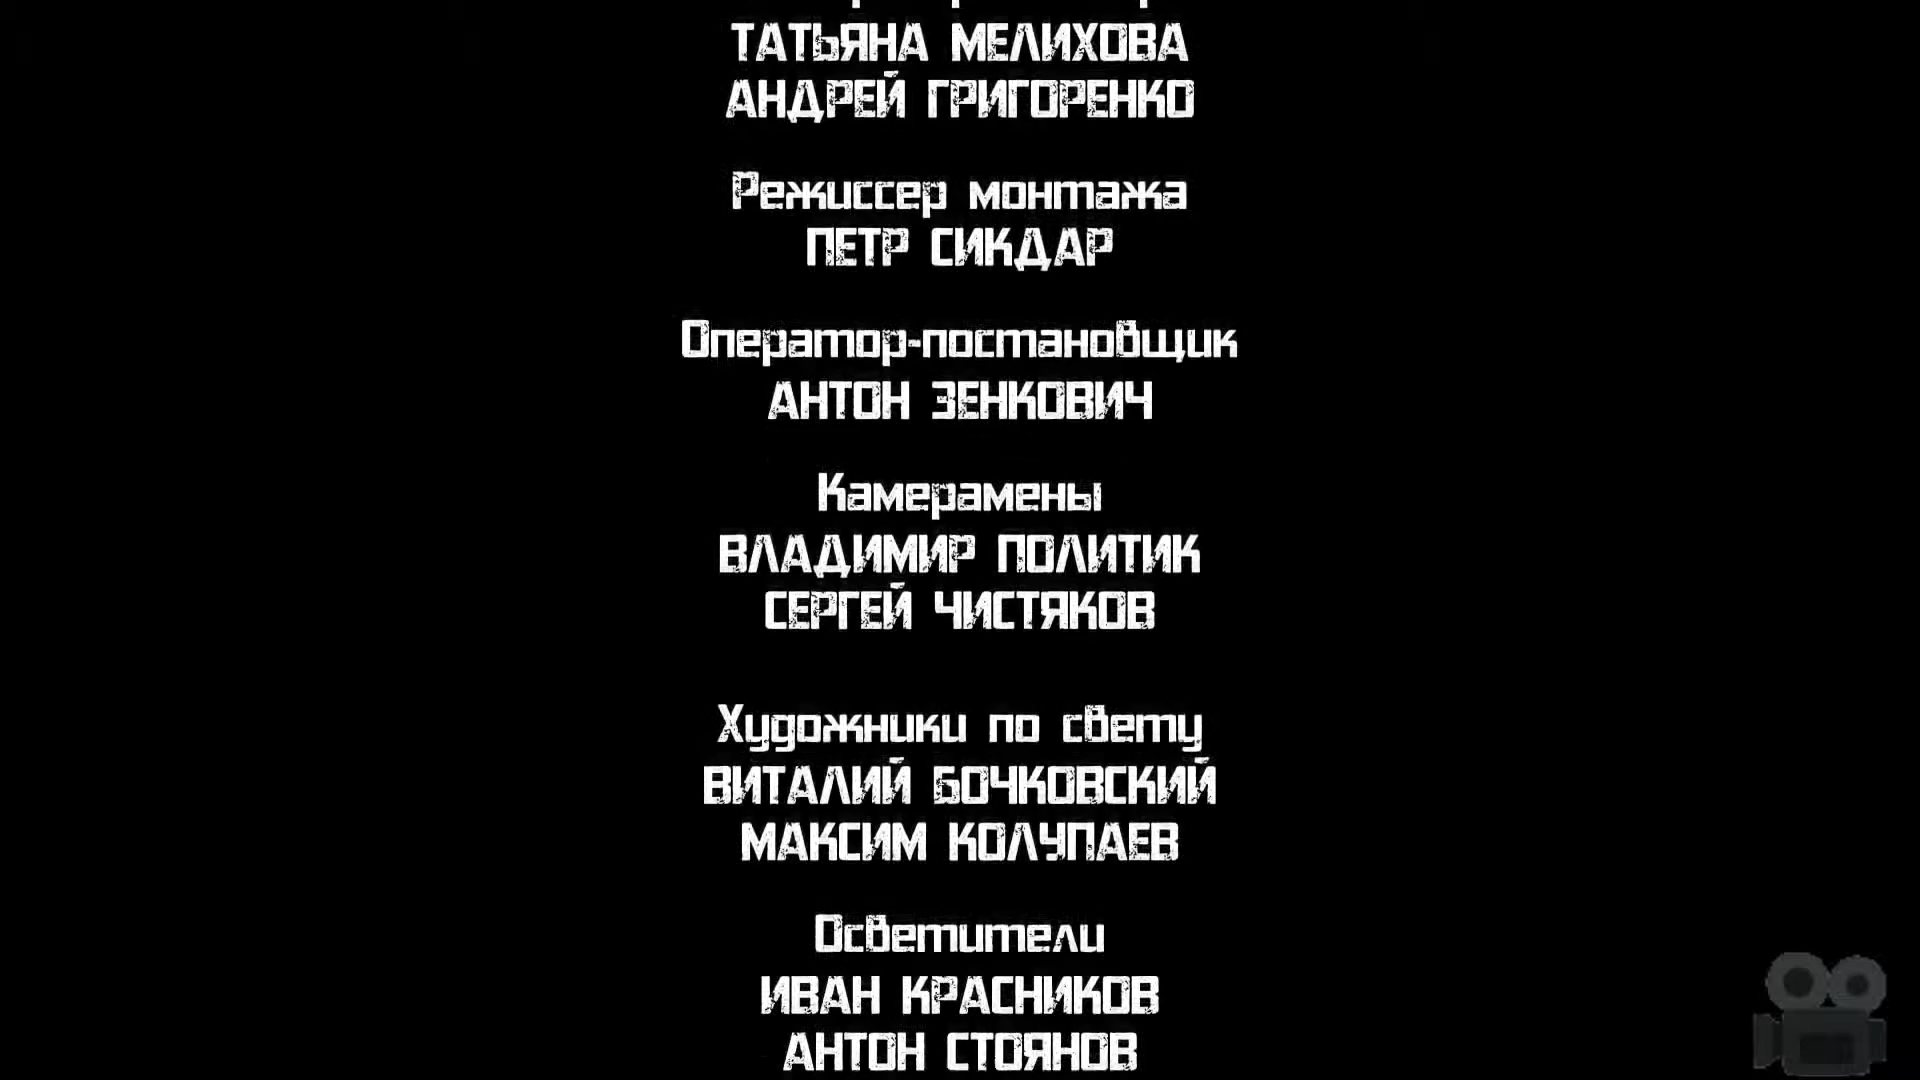 ТАТЬЯНА МЕЛИХОВА
АНДРЕЙ ГРИГОРЕНКО
Режиссер монтажа
ПЕТР СИКДАР
Оператор-постановщик
АНТОН ЗЕНКОВИЧ
Камерамены
ВЛАДИМИР ПОЛИТИК
СЕРГЕЙ ЧИСТЯКОВ
Художники по свету
ВИТАЛИЙ БОЧКОВСКИЙ
МАКСИМ КОЛУПАЕВ
Осветители
ИВАН КРАСНИКОВ
АНТОН СТОЯНОВ